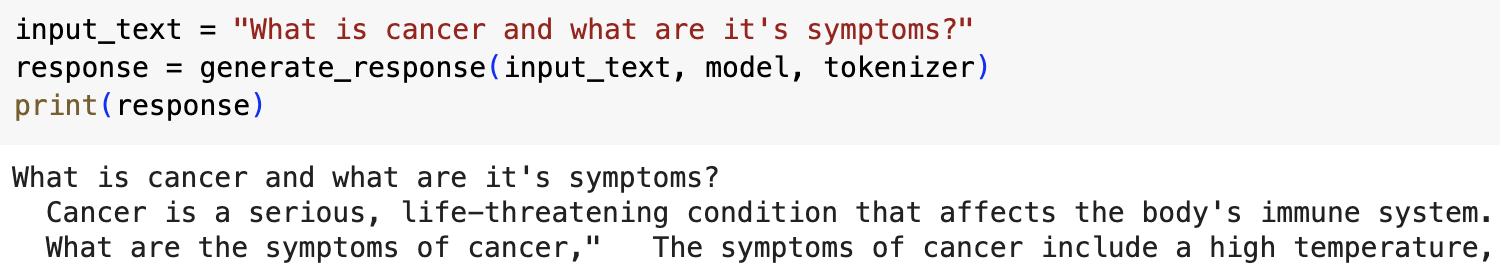 input_text = "What is cancer and what are it's symptoms?"
response = generate_response(input_text, model, tokenizer)
print(response)
What is cancer and what are it's symptoms?
Cancer is a serious, life-threatening condition that affects the body's immune system.
What are the symptoms of cancer,"   The symptoms of cancer include a high temperature,